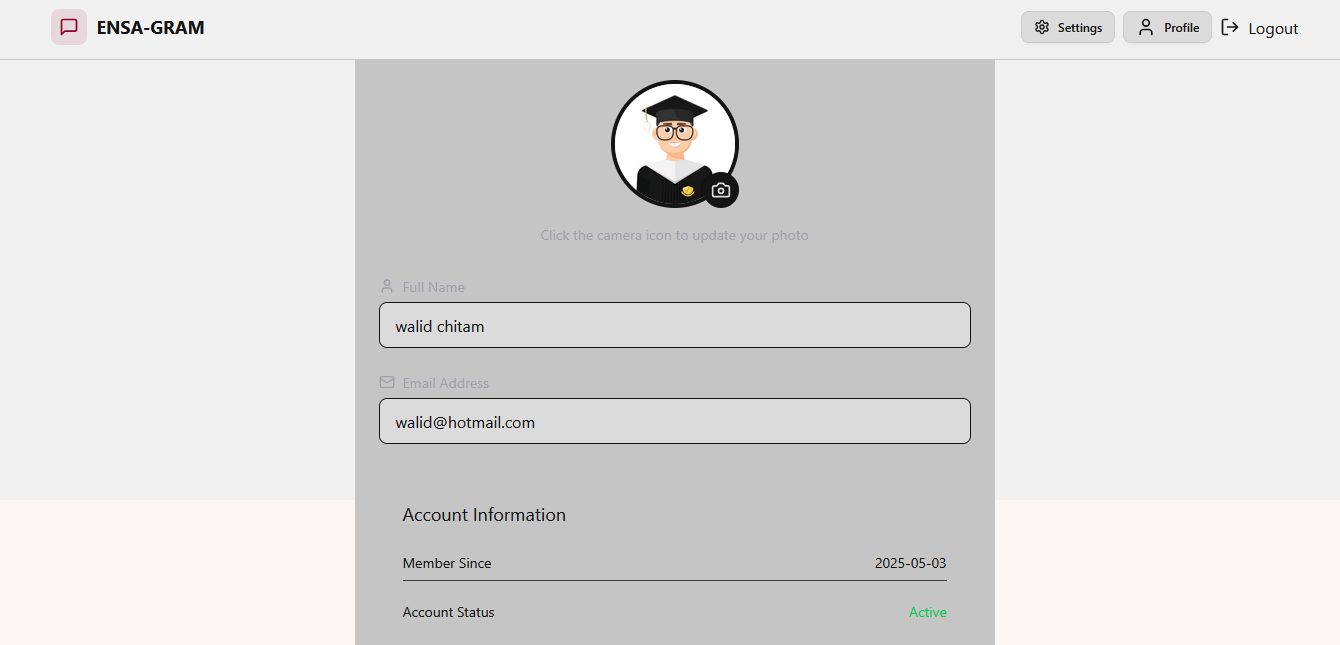 ENSA-GRAM
Settings
Profile
Logout
Click the camera icon to update your photo
Full Name
walid chitam
Email Address
walid@hotmail.com
Account Information
Member Since 2025-05-03
Account Status Active